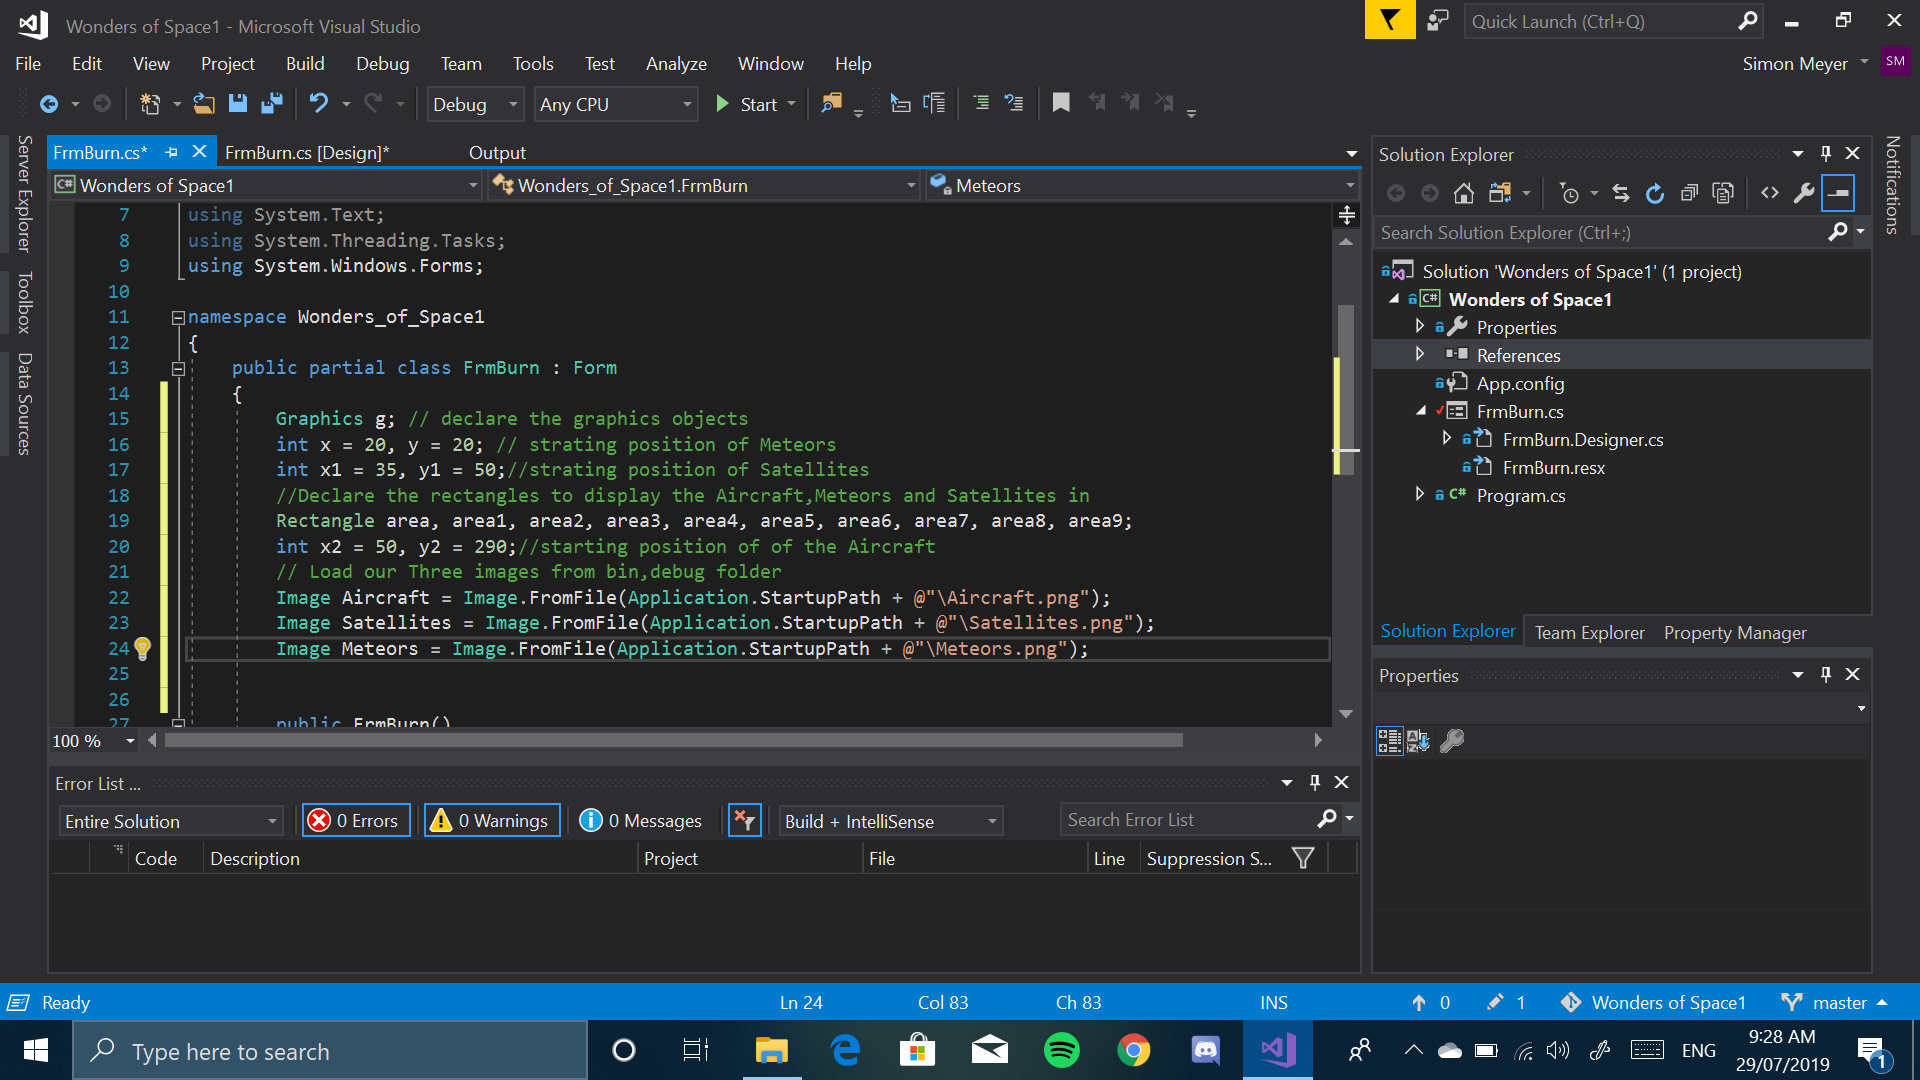 Wonders of Space1 - Microsoft Visual Studio
Quick Launch (Ctrl+Q)
File Edit View Project Build Debug Team Tools Test Analyze Window Help
Simon Meyer SM
Debug Any CPU Start
Server Explorer
Toolbox
Data Sources
FrmBurn.cs* FrmBurn.cs [Design]* Output
C# Wonders of Space1 Wonders_of_Space1.FrmBurn Meteors
7 using System.Text;
8 using System.Threading.Tasks;
9 using System.Windows.Forms;
10
11 namespace Wonders_of_Space1
12 {
13 public partial class FrmBurn : Form
14 {
15 Graphics g; // declare the graphics objects
16 int x = 20, y = 20; // strating position of Meteors
17 int x1 = 35, y1 = 50;//strating position of Satellites
18 //Declare the rectangles to display the Aircraft,Meteors and Satellites in
19 Rectangle area, area1, area2, area3, area4, area5, area6, area7, area8, area9;
20 int x2 = 50, y2 = 290;//starting position of of the Aircraft
21 // Load our Three images from bin,debug folder
22 Image Aircraft = Image.FromFile(Application.StartupPath + @"\Aircraft.png");
23 Image Satellites = Image.FromFile(Application.StartupPath + @"\Satellites.png");
24 Image Meteors = Image.FromFile(Application.StartupPath + @"\Meteors.png");
25
26
27 public FrmBurn()
100 %
Error List ...
Entire Solution 0 Errors 0 Warnings 0 Messages Build + IntelliSense Search Error List
Code Description Project File Line Suppression S...
Solution Explorer
Search Solution Explorer (Ctrl+;)
Solution 'Wonders of Space1' (1 project)
C# Wonders of Space1
Properties
References
App.config
FrmBurn.cs
FrmBurn.Designer.cs
FrmBurn.resx
C# Program.cs
Solution Explorer Team Explorer Property Manager
Properties
Notifications
Ready Ln 24 Col 83 Ch 83 INS 0 1 Wonders of Space1 master
Type here to search
ENG
9:28 AM
29/07/2019
1